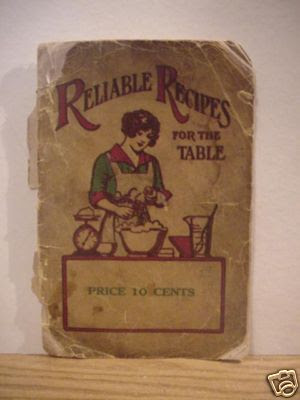 RELIABLE RECIPES
FOR THE
TABLE
PRICE 10 CENTS